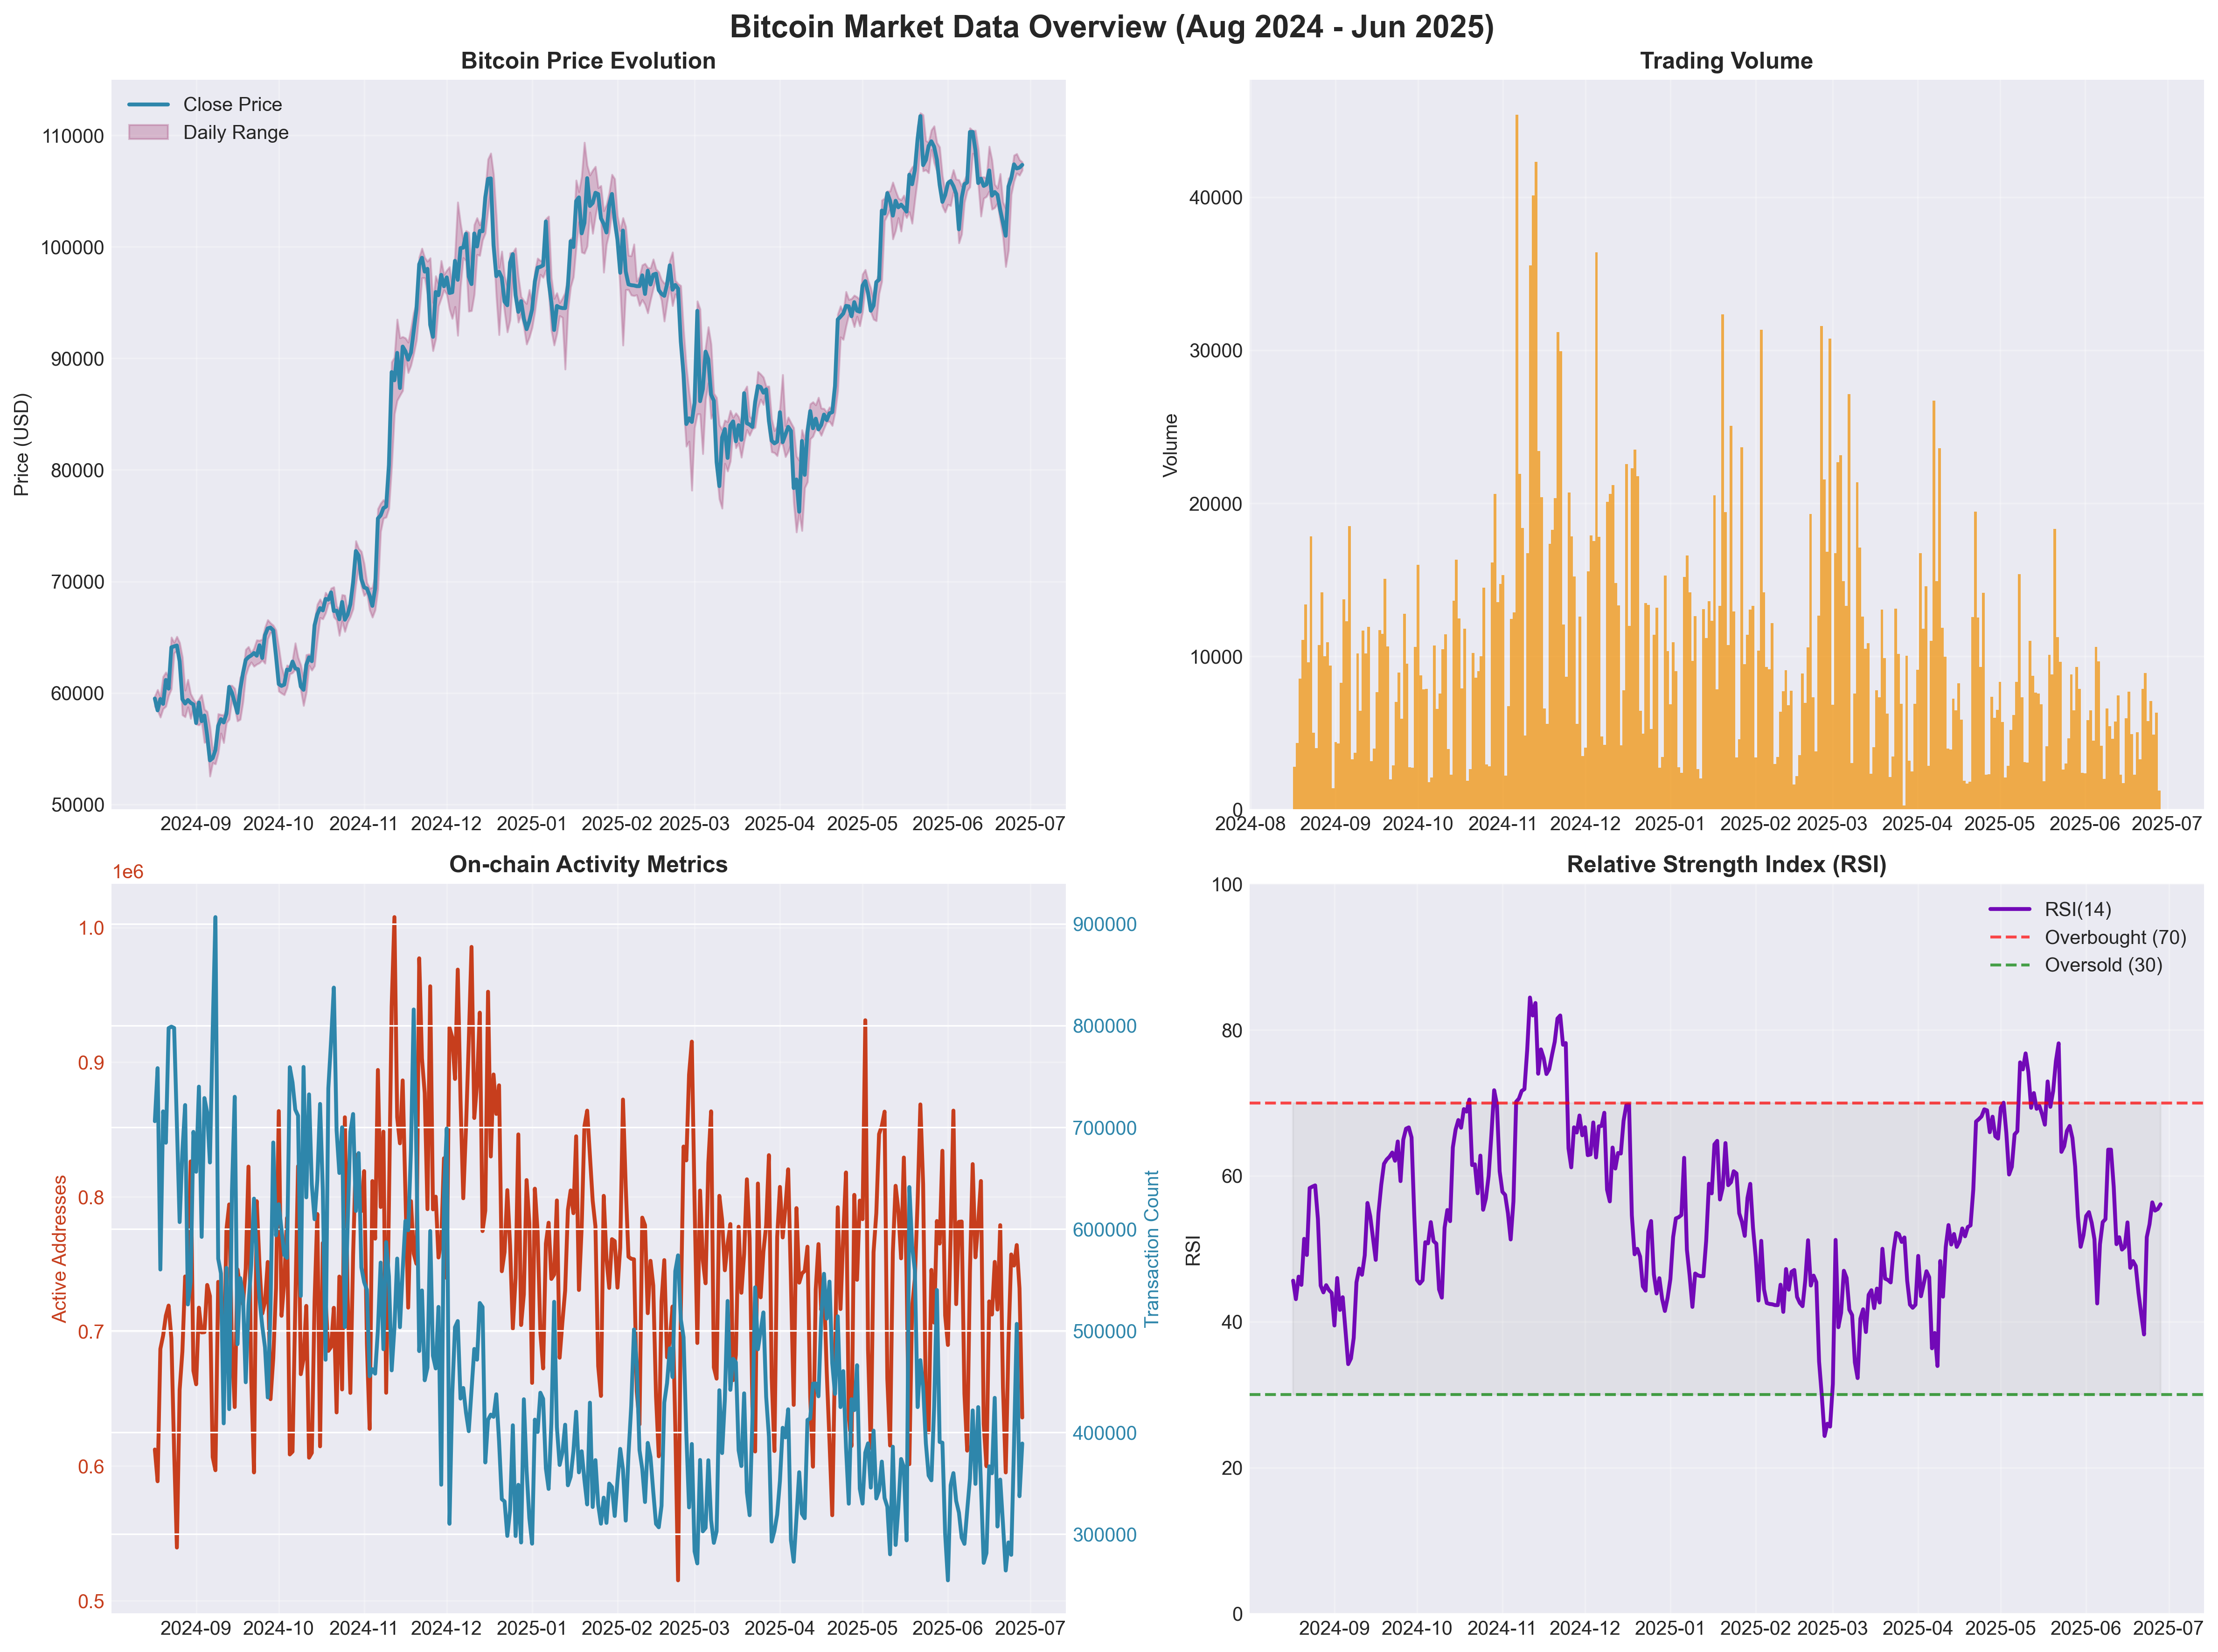 Bitcoin Market Data Overview (Aug 2024 - Jun 2025)
Bitcoin Price Evolution
Close Price
Daily Range
Price (USD)
110000
100000
90000
80000
70000
60000
50000
2024-09 2024-10 2024-11 2024-12 2025-01 2025-02 2025-03 2025-04 2025-05 2025-06 2025-07
Trading Volume
Volume
40000
30000
20000
10000
0
2024-08 2024-09 2024-10 2024-11 2024-12 2025-01 2025-02 2025-03 2025-04 2025-05 2025-06 2025-07
On-chain Activity Metrics
1e6
Active Addresses
1.0
0.9
0.8
0.7
0.6
0.5
900000
800000
700000
600000
500000
400000
300000
Transaction Count
2024-09 2024-10 2024-11 2024-12 2025-01 2025-02 2025-03 2025-04 2025-05 2025-06 2025-07
Relative Strength Index (RSI)
RSI(14)
Overbought (70)
Oversold (30)
RSI
100
80
60
40
20
0
2024-09 2024-10 2024-11 2024-12 2025-01 2025-02 2025-03 2025-04 2025-05 2025-06 2025-07